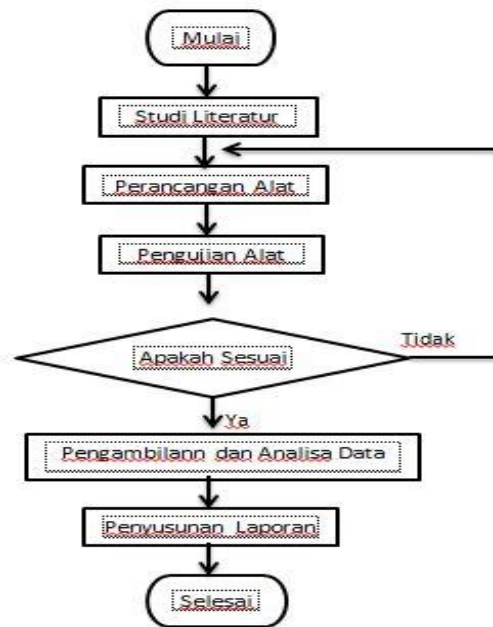 Mulai
Studi Literatur
Perancangan Alat
Pengujian Alat
Apakah Sesuai
Tidak
Ya
Pengambilann dan Analisa Data
Penyusunan Laporan
Selesai